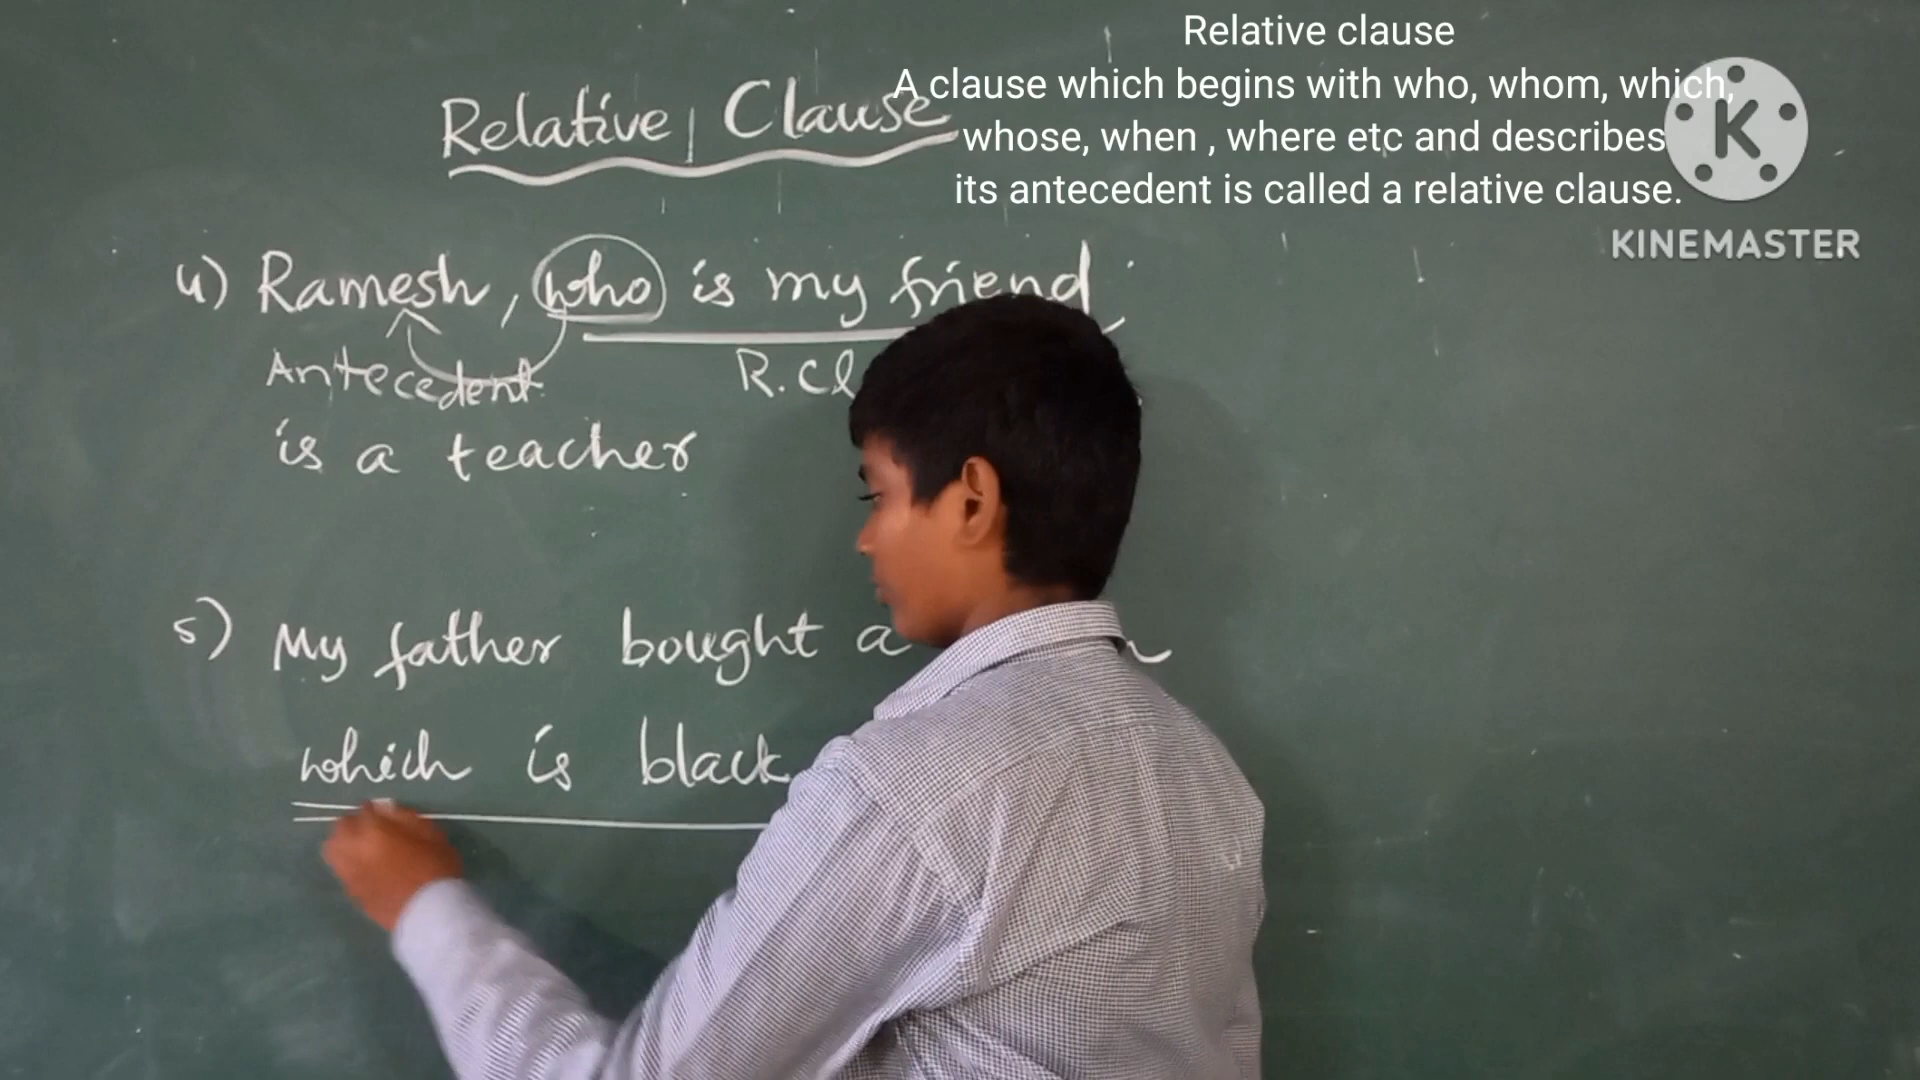 Relative clause
A clause which begins with who, whom, which,
whose, when , where etc and describes
its antecedent is called a relative clause.
KINEMASTER
Relative Clause
4) Ramesh, who is my friend
Antecedent R.Cl
is a teacher
5) My father bought a
which is black